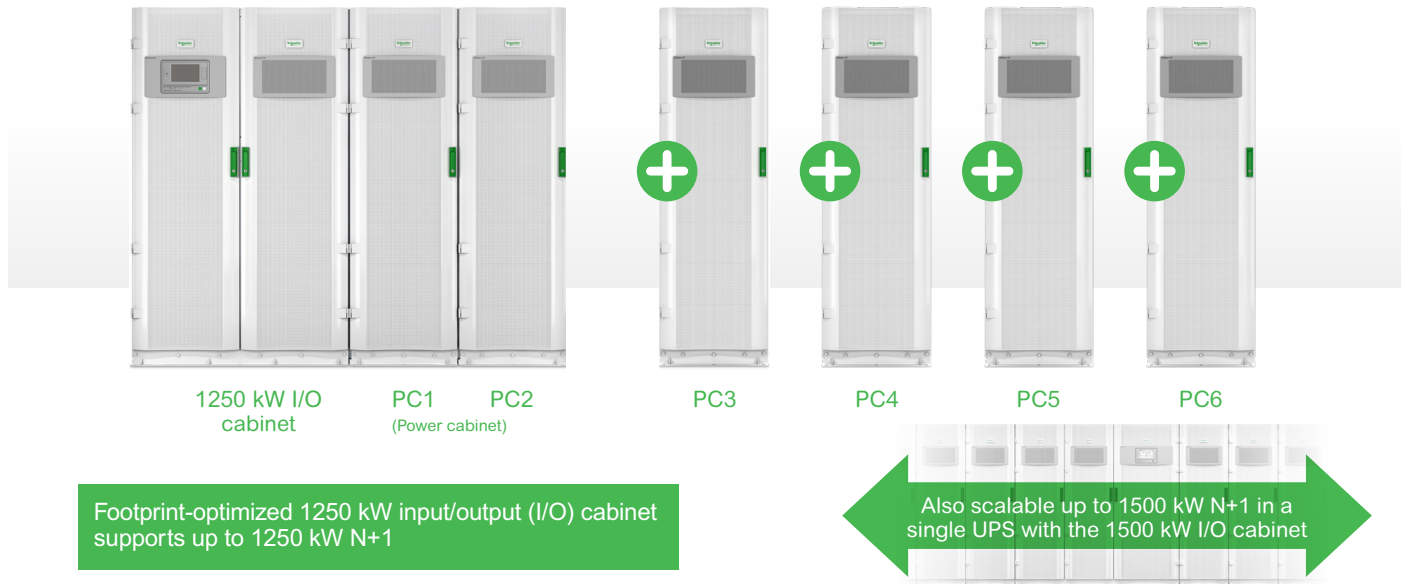 1250 kW I/O
cabinet
PC1
PC2
(Power cabinet)
PC3
PC4
PC5
PC6
Footprint-optimized 1250 kW input/output (I/O) cabinet
supports up to 1250 kW N+1
Also scalable up to 1500 kW N+1 in a
single UPS with the 1500 kW I/O cabinet